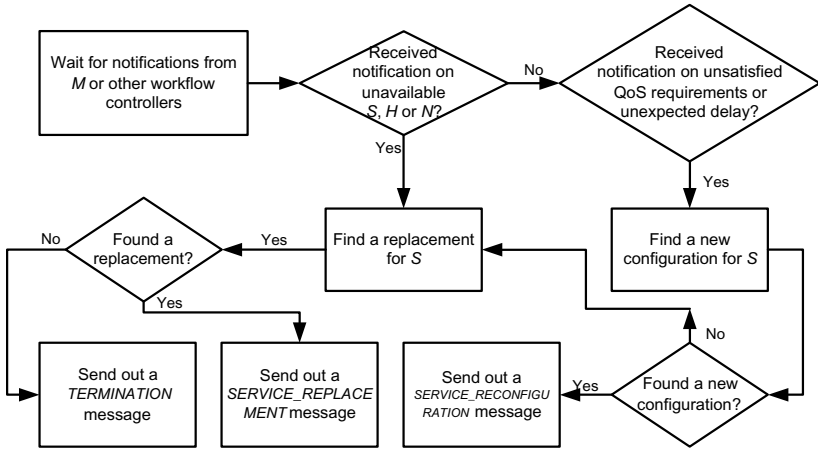 Wait for notifications from
M or other workflow
controllers
Received
notification on
unavailable
S, H or N?
No
Received
notification on unsatisfied
QoS requirements or
unexpected delay?
Yes
Yes
No
Found a
replacement?
Yes
Find a replacement
for S
Find a new
configuration for S
Yes
No
Send out a
TERMINATION
message
Send out a
SERVICE_REPLACE
MENT message
Send out a
SERVICE_RECONFIGU
RATION message
Yes
Found a new
configuration?